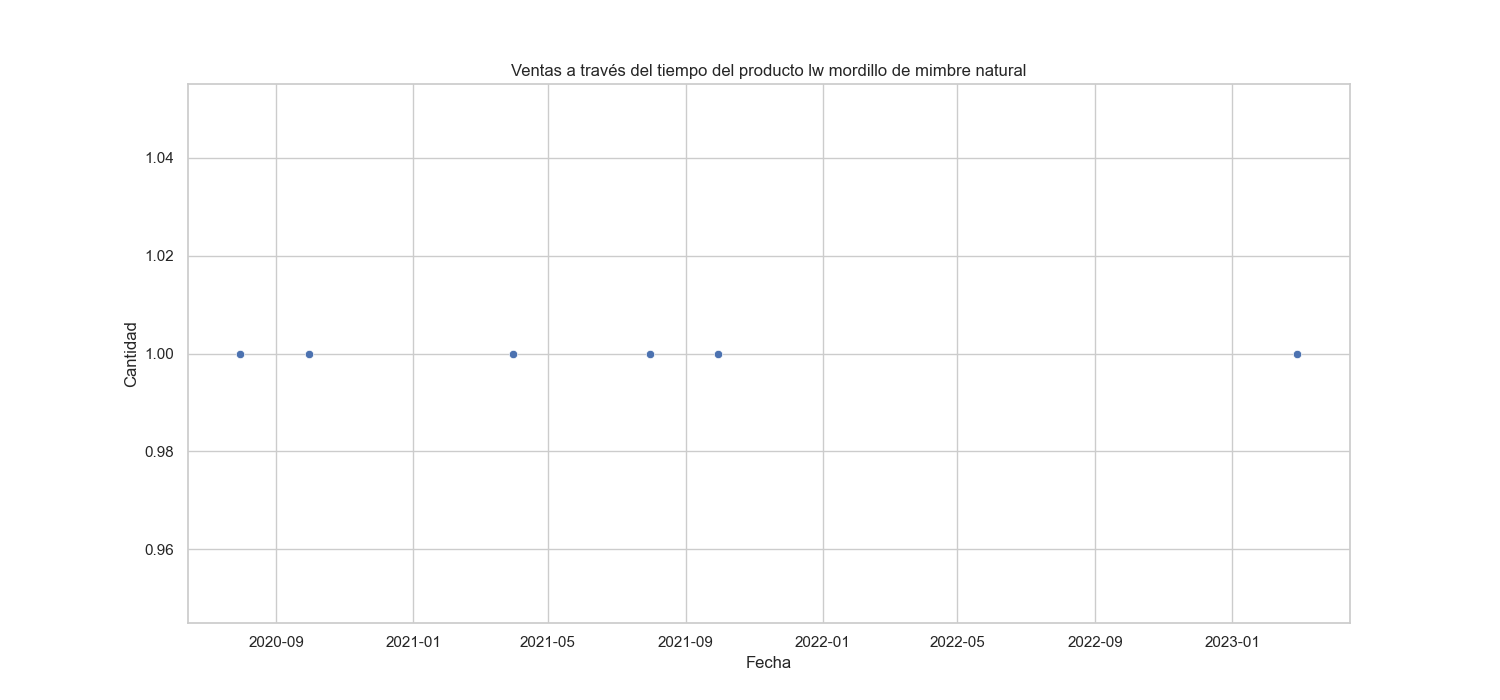 Ventas a través del tiempo del producto lw mordillo de mimbre natural
1.04
1.02
1.00
0.98
0.96
Cantidad
2020-09 2021-01 2021-05 2021-09 2022-01 2022-05 2022-09 2023-01
Fecha